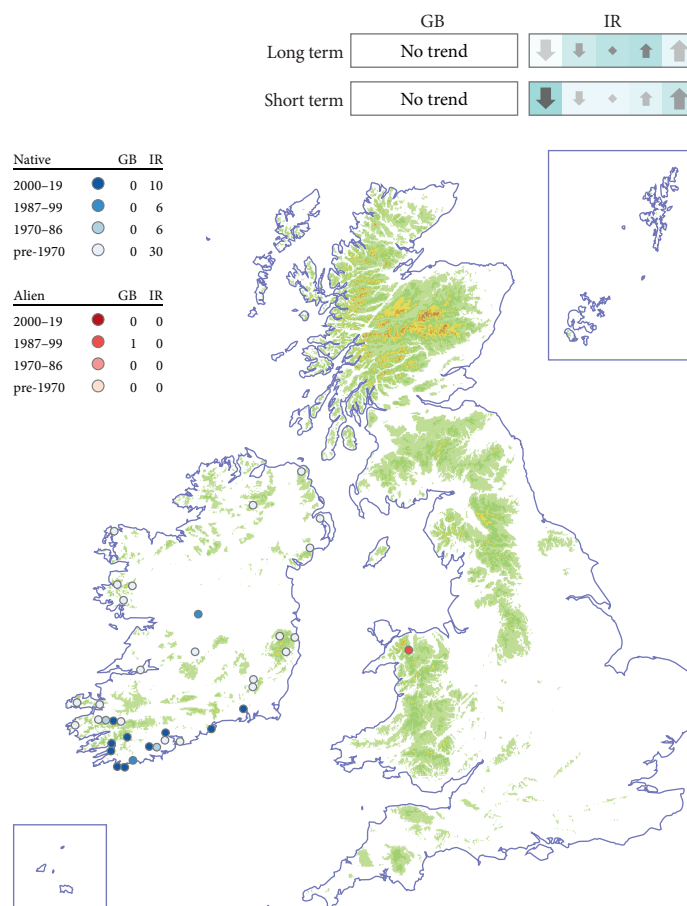 GB IR
Long term No trend
Short term No trend
Native GB IR
2000–19 0 10
1987–99 0 6
1970–86 0 6
pre-1970 0 30
Alien GB IR
2000–19 0 0
1987–99 1 0
1970–86 0 0
pre-1970 0 0